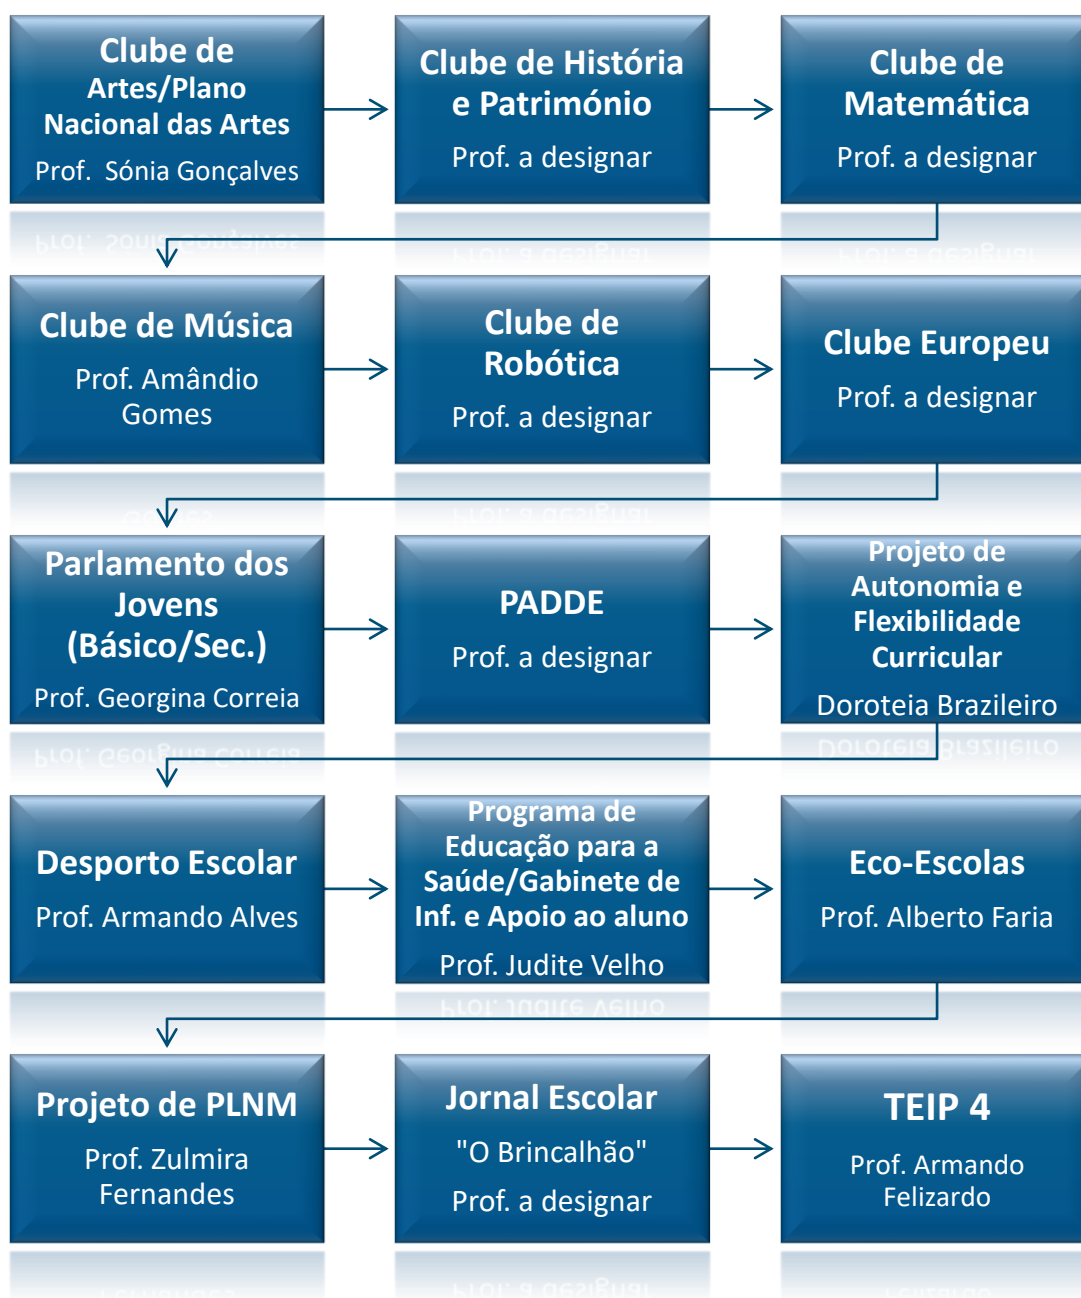 Clube de
Artes/Plano
Nacional das Artes
Prof.  Sónia Gonçalves
Clube de História
e Património
Prof. a designar
Clube de
Matemática
Prof. a designar
Clube de Música
Prof. Amândio
Gomes
Clube de
Robótica
Prof. a designar
Clube Europeu
Prof. a designar
Parlamento dos
Jovens
(Básico/Sec.)
Prof. Georgina Correia
PADDE
Prof. a designar
Projeto de
Autonomia e
Flexibilidade
Curricular
Doroteia Brazileiro
Desporto Escolar
Prof. Armando Alves
Programa de
Educação para a
Saúde/Gabinete de
Inf. e Apoio ao aluno
Prof. Judite Velho
Eco-Escolas
Prof. Alberto Faria
Projeto de PLNM
Prof. Zulmira
Fernandes
Jornal Escolar
"O Brincalhão"
Prof. a designar
TEIP 4
Prof. Armando
Felizardo